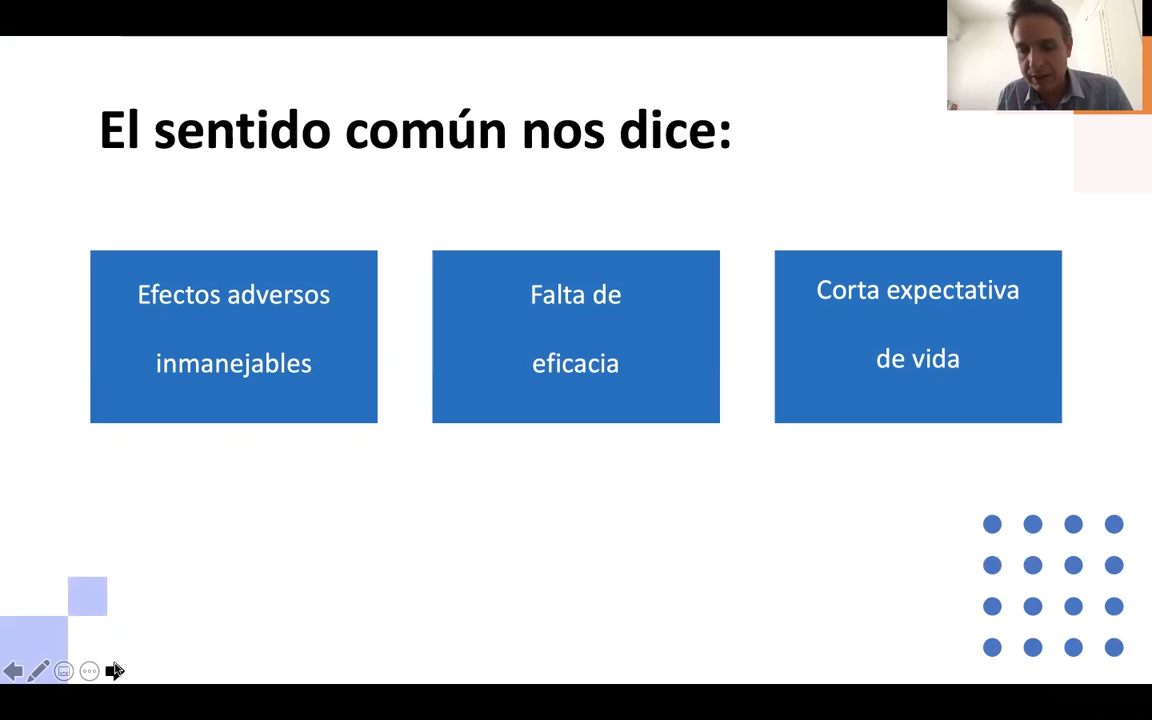 El sentido común nos dice:
Efectos adversos
inmanejables
Falta de
eficacia
Corta expectativa
de vida